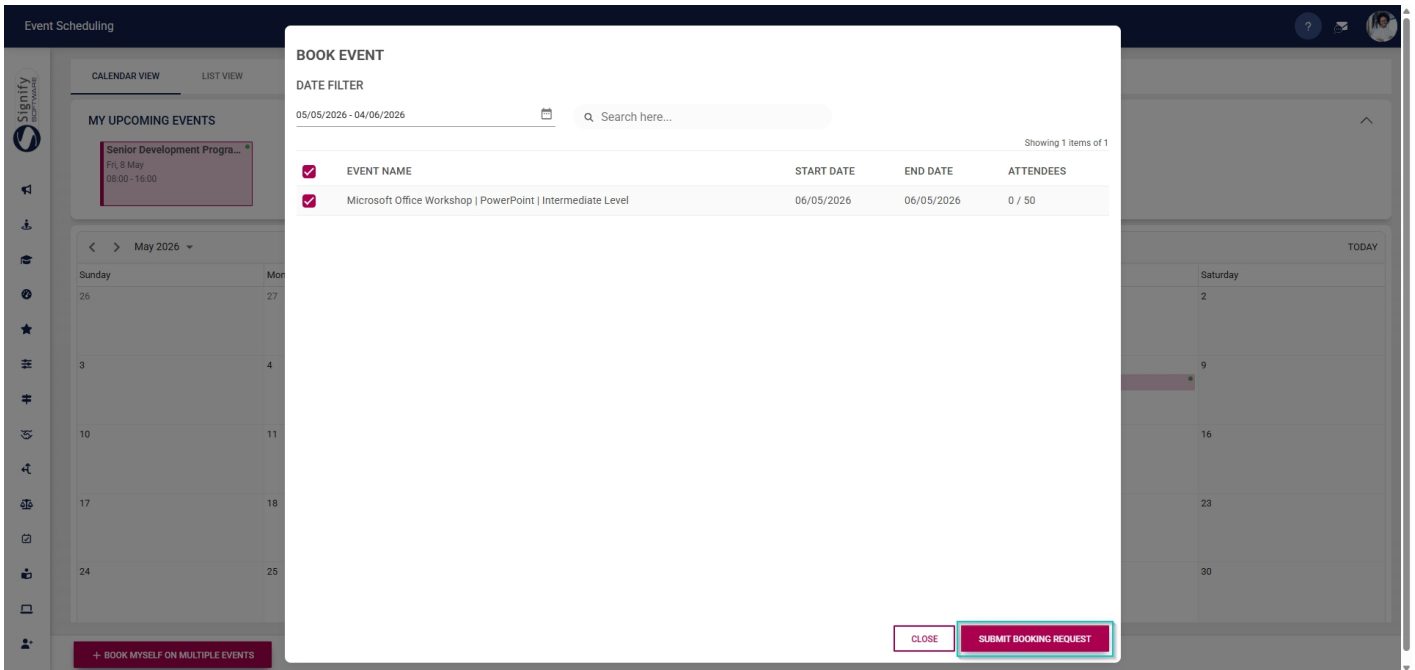 Event Scheduling
?
Signify
SOFTWARE
CALENDAR VIEW LIST VIEW
MY UPCOMING EVENTS
Senior Development Progra...
Fri, 8 May
08:00 - 16:00
May 2026
TODAY
Sunday Mon Saturday
26 27 2
3 4 9
10 11 16
17 18 23
24 25 30
+ BOOK MYSELF ON MULTIPLE EVENTS
BOOK EVENT
DATE FILTER
05/05/2026 - 04/06/2026 Search here...
Showing 1 items of 1
EVENT NAME START DATE END DATE ATTENDEES
Microsoft Office Workshop | PowerPoint | Intermediate Level 06/05/2026 06/05/2026 0 / 50
CLOSE SUBMIT BOOKING REQUEST